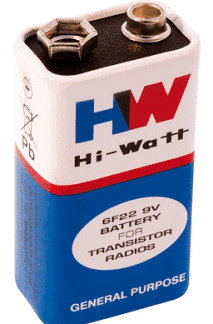 HW
Hi-Watt
Pb
6F22 9V
BATTERY
FOR
TRANSISTOR
RADIOS
GENERAL PURPOSE